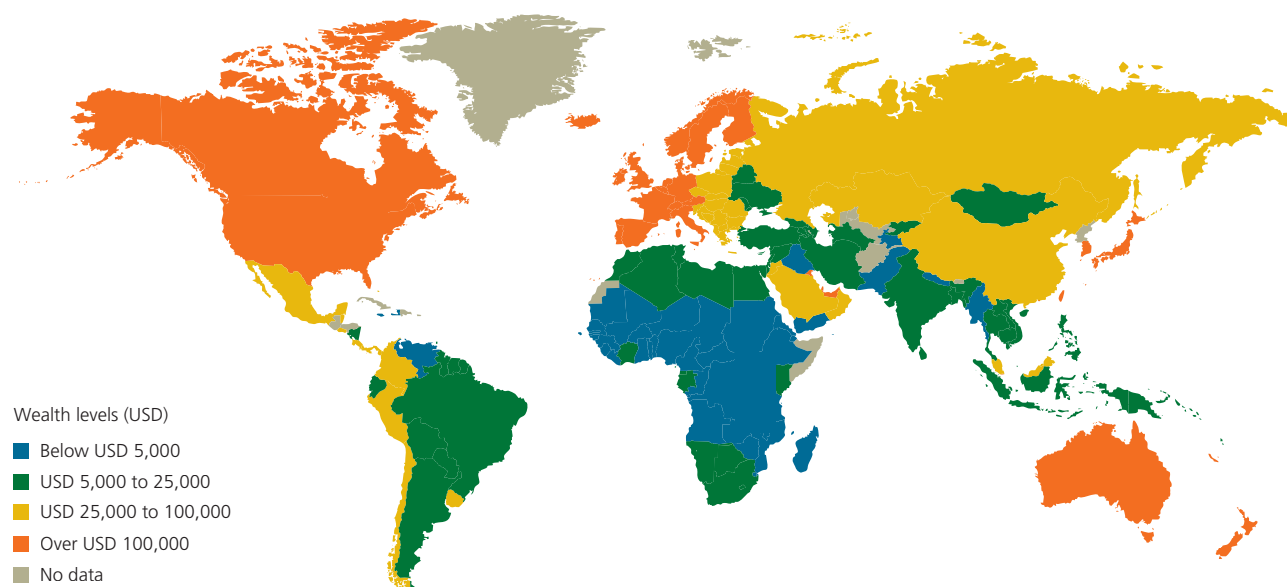 Wealth levels (USD)
Below USD 5,000
USD 5,000 to 25,000
USD 25,000 to 100,000
Over USD 100,000
No data